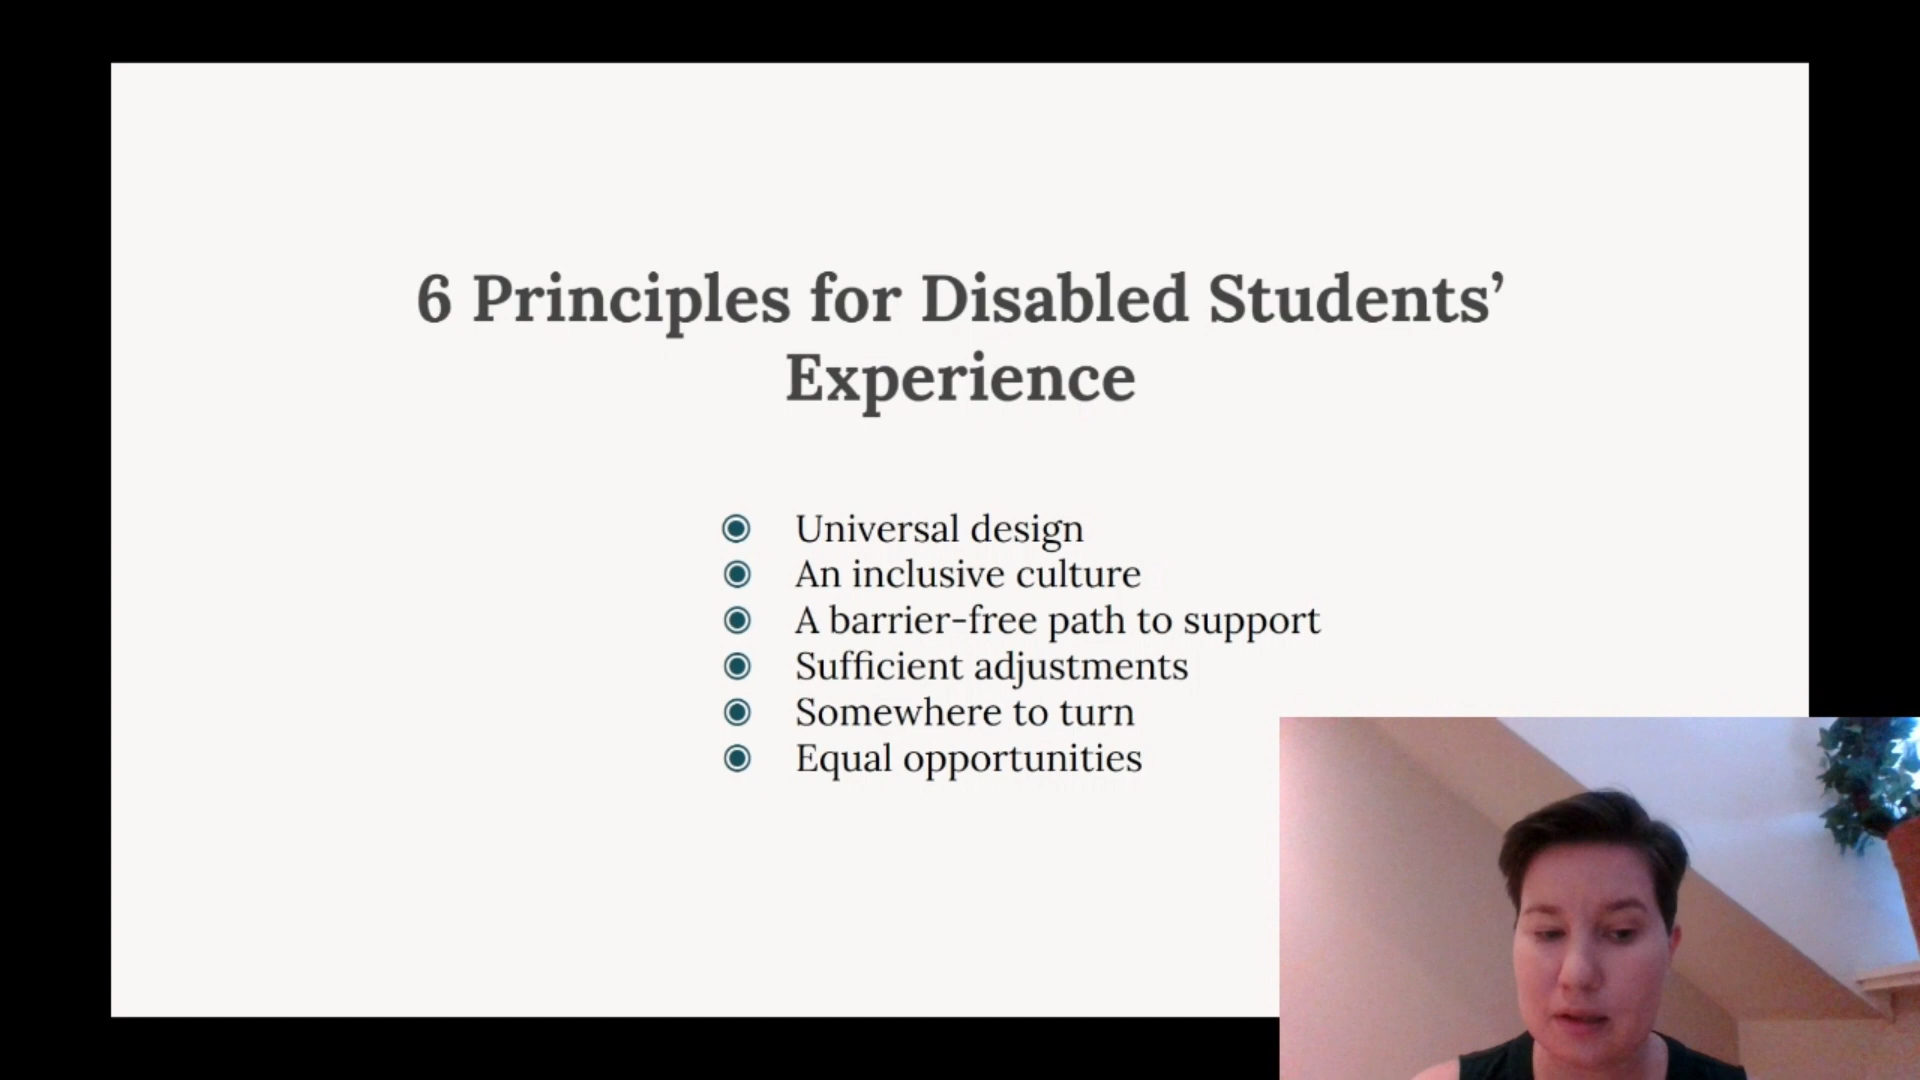 6 Principles for Disabled Students’
Experience
Universal design
An inclusive culture
A barrier-free path to support
Sufficient adjustments
Somewhere to turn
Equal opportunities